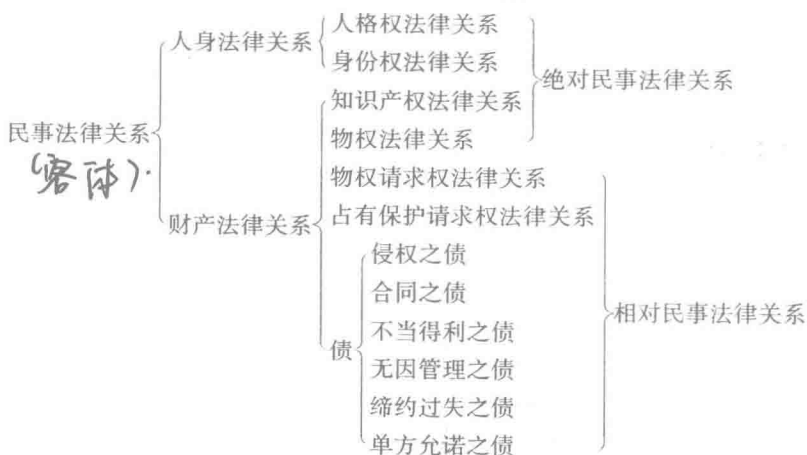 人格权法律关系
人身法律关系
身份权法律关系
绝对民事法律关系
知识产权法律关系
民事法律关系
物权法律关系
(客体).
物权请求权法律关系
财产法律关系
占有保护请求权法律关系
侵权之债
合同之债
相对民事法律关系
不当得利之债
债
无因管理之债
缔约过失之债
单方允诺之债